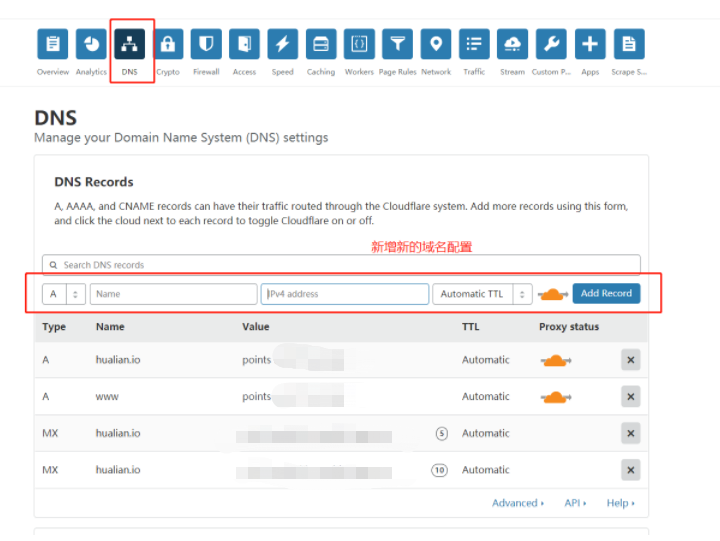 Overview Analytics DNS Crypto Firewall Access Speed Caching Workers Page Rules Network Traffic Stream Custom P... Apps Scrape S...
DNS
Manage your Domain Name System (DNS) settings
DNS Records
A, AAAA, and CNAME records can have their traffic routed through the Cloudflare system. Add more records using this form,
and click the cloud next to each record to toggle Cloudflare on or off.
新增新的域名配置
Search DNS records
A Name IPv4 address Automatic TTL Add Record
Type Name Value TTL Proxy status
A hualian.io points Automatic
A www points Automatic
MX hualian.io 5 Automatic
MX hualian.io 10 Automatic
Advanced API Help